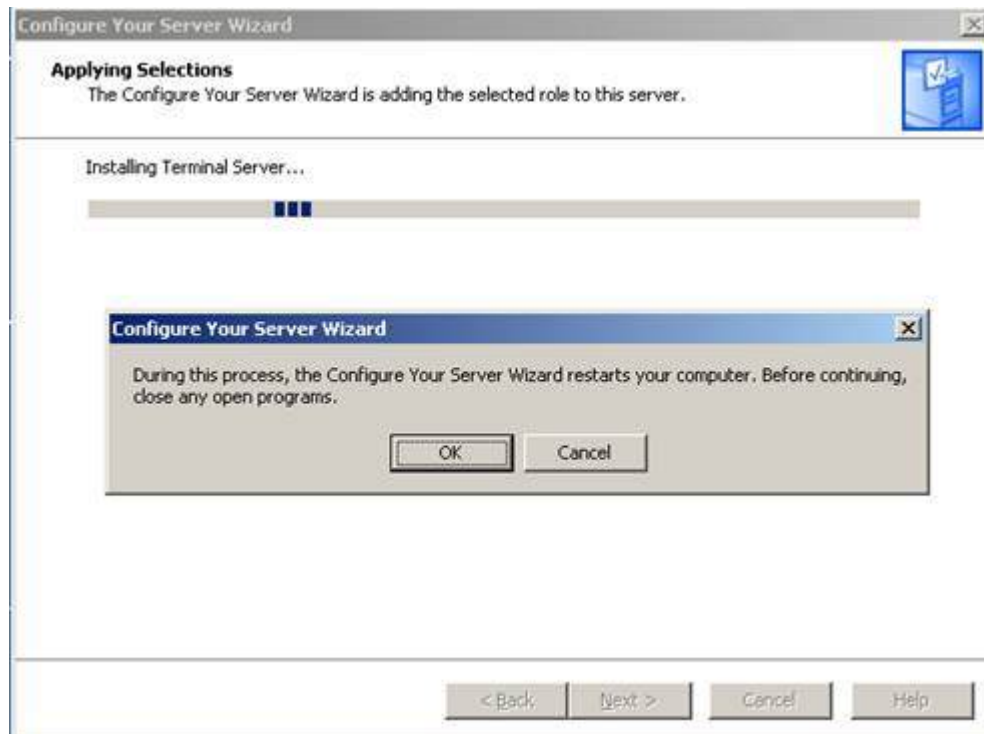 Configure Your Server Wizard
Applying Selections
The Configure Your Server Wizard is adding the selected role to this server.
Installing Terminal Server...
Configure Your Server Wizard
During this process, the Configure Your Server Wizard restarts your computer. Before continuing,
close any open programs.
OK
Cancel
< Back
Next >
Cancel
Help